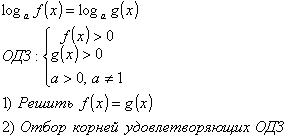 log_a f(x) = log_a g(x)
ОДЗ: { f(x) > 0
g(x) > 0
a > 0, a ≠ 1
1) Решить f(x) = g(x)
2) Отбор корней удовлетворяющих ОДЗ